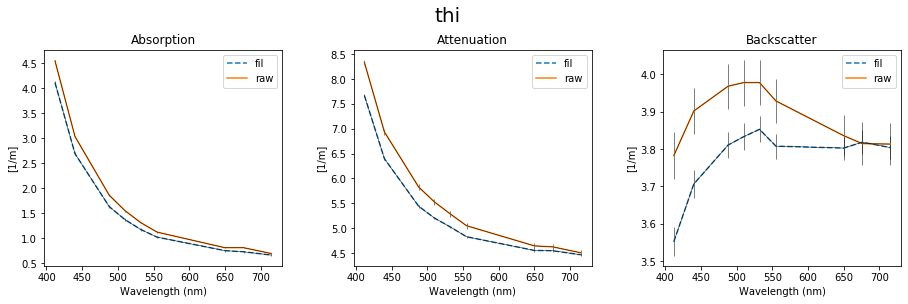 thi
Absorption
Attenuation
Backscatter
fil
raw
fil
raw
fil
raw
[1/m]
4.5
4.0
3.5
3.0
2.5
2.0
1.5
1.0
0.5
400 450 500 550 600 650 700
Wavelength (nm)
[1/m]
8.5
8.0
7.5
7.0
6.5
6.0
5.5
5.0
4.5
400 450 500 550 600 650 700
Wavelength (nm)
[1/m]
4.0
3.9
3.8
3.7
3.6
3.5
400 450 500 550 600 650 700
Wavelength (nm)